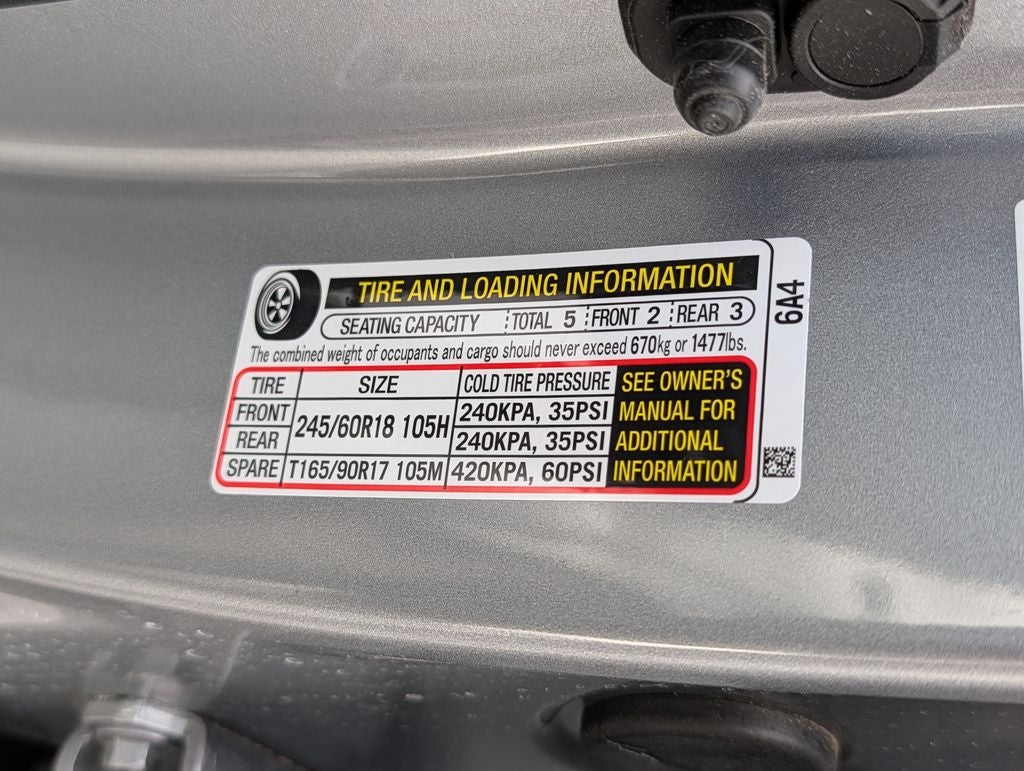 TIRE AND LOADING INFORMATION
SEATING CAPACITY TOTAL 5 FRONT 2 REAR 3
The combined weight of occupants and cargo should never exceed 670kg or 1477lbs.
TIRE SIZE COLD TIRE PRESSURE
FRONT 245/60R18 105H 240KPA, 35PSI
REAR 240KPA, 35PSI
SPARE T165/90R17 105M 420KPA, 60PSI
SEE OWNER'S
MANUAL FOR
ADDITIONAL
INFORMATION
6A4